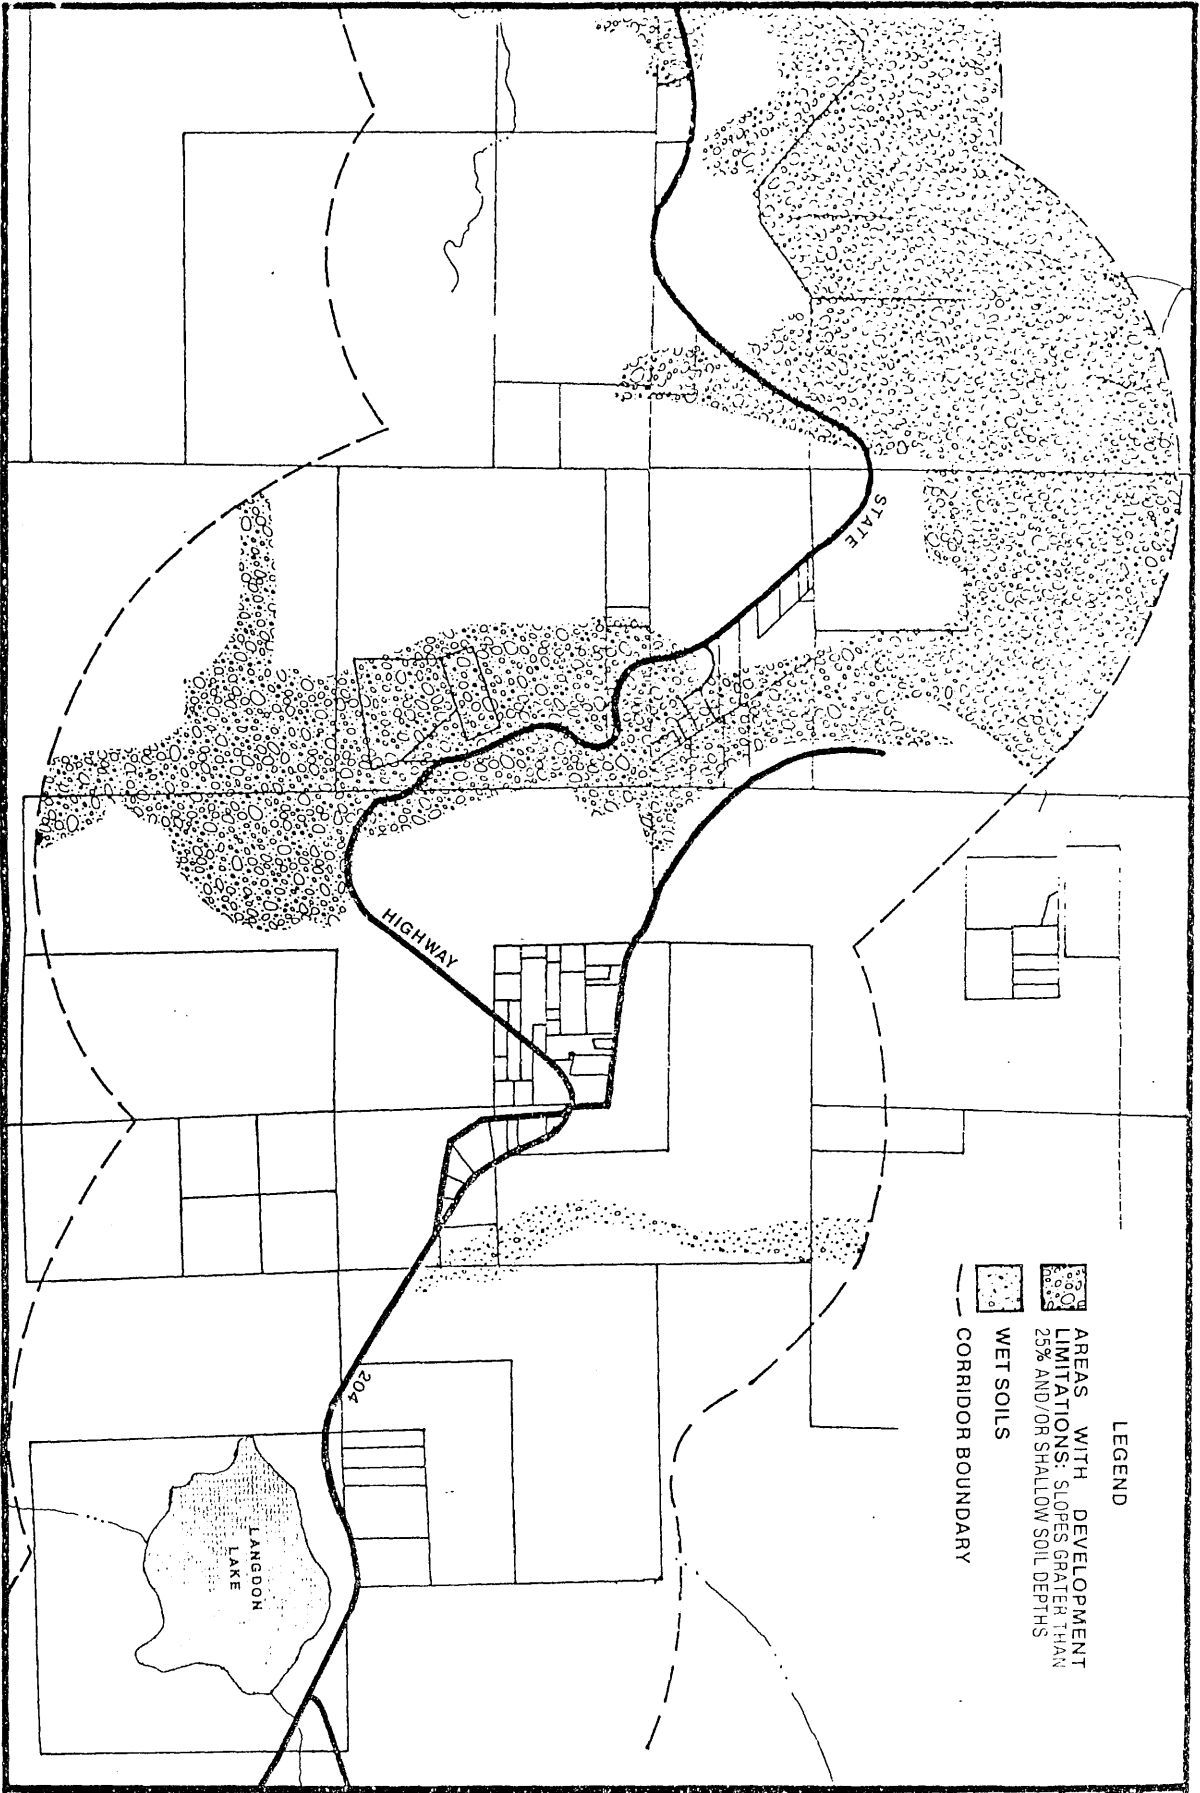 STATE
HIGHWAY
204
LANGDON
LAKE
LEGEND
AREAS WITH DEVELOPMENT
LIMITATIONS: SLOPES GRATER THAN
25% AND/OR SHALLOW SOIL DEPTHS
WET SOILS
CORRIDOR BOUNDARY